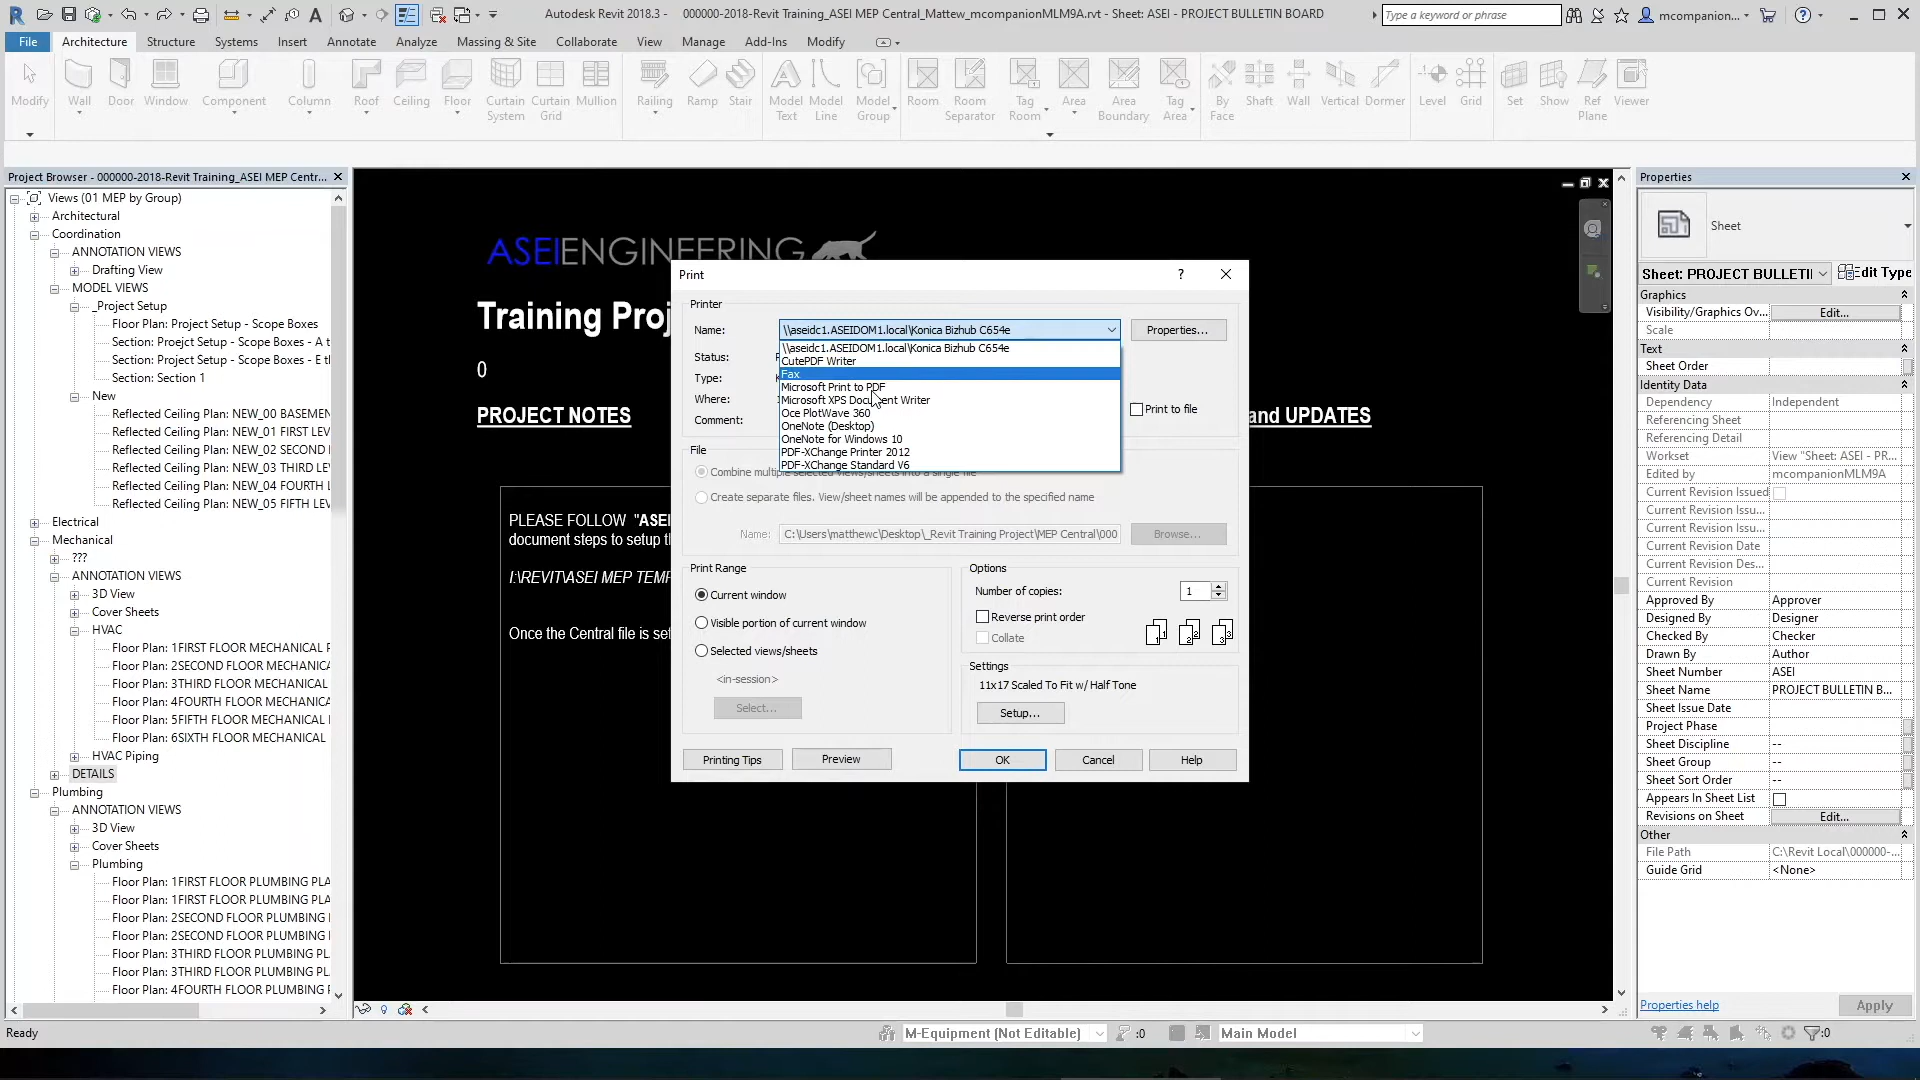 Autodesk Revit 2018.3 - 000000-2018-Revit Training_ASEI MEP Central_Mattew_mcompanionMLM9A.rvt - Sheet: ASEI - PROJECT BULLETIN BOARD
Type a keyword or phrase
mcompanion...
File Architecture Structure Systems Insert Annotate Analyze Massing & Site Collaborate View Manage Add-Ins Modify
Modify Wall Door Window Component Column Roof Ceiling Floor Curtain System Curtain Grid Mullion Railing Ramp Stair Model Text Model Line Model Group Room Room Separator Tag Room Area Area Boundary Tag Area By Face Shaft Wall Vertical Dormer Level Grid Set Show Ref Plane Viewer
Project Browser - 000000-2018-Revit Training_ASEI MEP Centr...
Views (01 MEP by Group)
Architectural
Coordination
ANNOTATION VIEWS
Drafting View
MODEL VIEWS
_Project Setup
Floor Plan: Project Setup - Scope Boxes
Section: Project Setup - Scope Boxes - A t
Section: Project Setup - Scope Boxes - E th
Section: Section 1
New
Reflected Ceiling Plan: NEW_00 BASEMEN
Reflected Ceiling Plan: NEW_01 FIRST LEV
Reflected Ceiling Plan: NEW_02 SECOND
Reflected Ceiling Plan: NEW_03 THIRD LE
Reflected Ceiling Plan: NEW_04 FOURTH L
Reflected Ceiling Plan: NEW_05 FIFTH LEV
Electrical
Mechanical
???
ANNOTATION VIEWS
3D View
Cover Sheets
HVAC
Floor Plan: 1FIRST FLOOR MECHANICAL P
Floor Plan: 2SECOND FLOOR MECHANICAL
Floor Plan: 3THIRD FLOOR MECHANICAL
Floor Plan: 4FOURTH FLOOR MECHANICAL
Floor Plan: 5FIFTH FLOOR MECHANICAL
Floor Plan: 6SIXTH FLOOR MECHANICAL
HVAC Piping
DETAILS
Plumbing
ANNOTATION VIEWS
3D View
Cover Sheets
Plumbing
Floor Plan: 1FIRST FLOOR PLUMBING PLA
Floor Plan: 1FIRST FLOOR PLUMBING PLA
Floor Plan: 2SECOND FLOOR PLUMBING
Floor Plan: 2SECOND FLOOR PLUMBING
Floor Plan: 3THIRD FLOOR PLUMBING PL
Floor Plan: 3THIRD FLOOR PLUMBING PL
Floor Plan: 4FOURTH FLOOR PLUMBING
ASEIENGINEERING
Training Proj
0
PROJECT NOTES
and UPDATES
PLEASE FOLLOW "ASEI
document steps to setup th
I:\REVIT\ASEI MEP TEMP
Once the Central file is set
Print
Printer
Name: \\aseidc1.ASEIDOM1.local\Konica Bizhub C654e Properties...
\\aseidc1.ASEIDOM1.local\Konica Bizhub C654e
CutePDF Writer
Fax
Microsoft Print to PDF
Microsoft XPS Document Writer
Oce PlotWave 360
OneNote (Desktop)
OneNote for Windows 10
PDF-XChange Printer 2012
PDF-XChange Standard V6
Status:
Type:
Where:
Comment:
Print to file
File
Combine multiple selected views/sheets into a single file
Create separate files. View/sheet names will be appended to the specified name
Name: C:\Users\matthewc\Desktop\_Revit Training Project\MEP Central\000 Browse...
Print Range
Current window
Visible portion of current window
Selected views/sheets
<in-session>
Select...
Options
Number of copies: 1
Reverse print order
Collate
Settings
11x17 Scaled To Fit w/ Half Tone
Setup...
Printing Tips Preview OK Cancel Help
Properties
Sheet
Sheet: PROJECT BULLETI Edit Type
Graphics
Visibility/Graphics Ov... Edit...
Scale
Text
Sheet Order
Identity Data
Dependency Independent
Referencing Sheet
Referencing Detail
Workset View "Sheet: ASEI - PR...
Edited by mcompanionMLM9A
Current Revision Issued
Current Revision Issu...
Current Revision Issu...
Current Revision Date
Current Revision Des...
Current Revision
Approved By Approver
Designed By Designer
Checked By Checker
Drawn By Author
Sheet Number ASEI
Sheet Name PROJECT BULLETIN B...
Sheet Issue Date
Project Phase
Sheet Discipline --
Sheet Group --
Sheet Sort Order --
Appears In Sheet List
Revisions on Sheet Edit...
Other
File Path C:\Revit Local\000000-...
Guide Grid <None>
Properties help Apply
Ready
M-Equipment (Not Editable) :0 Main Model :0